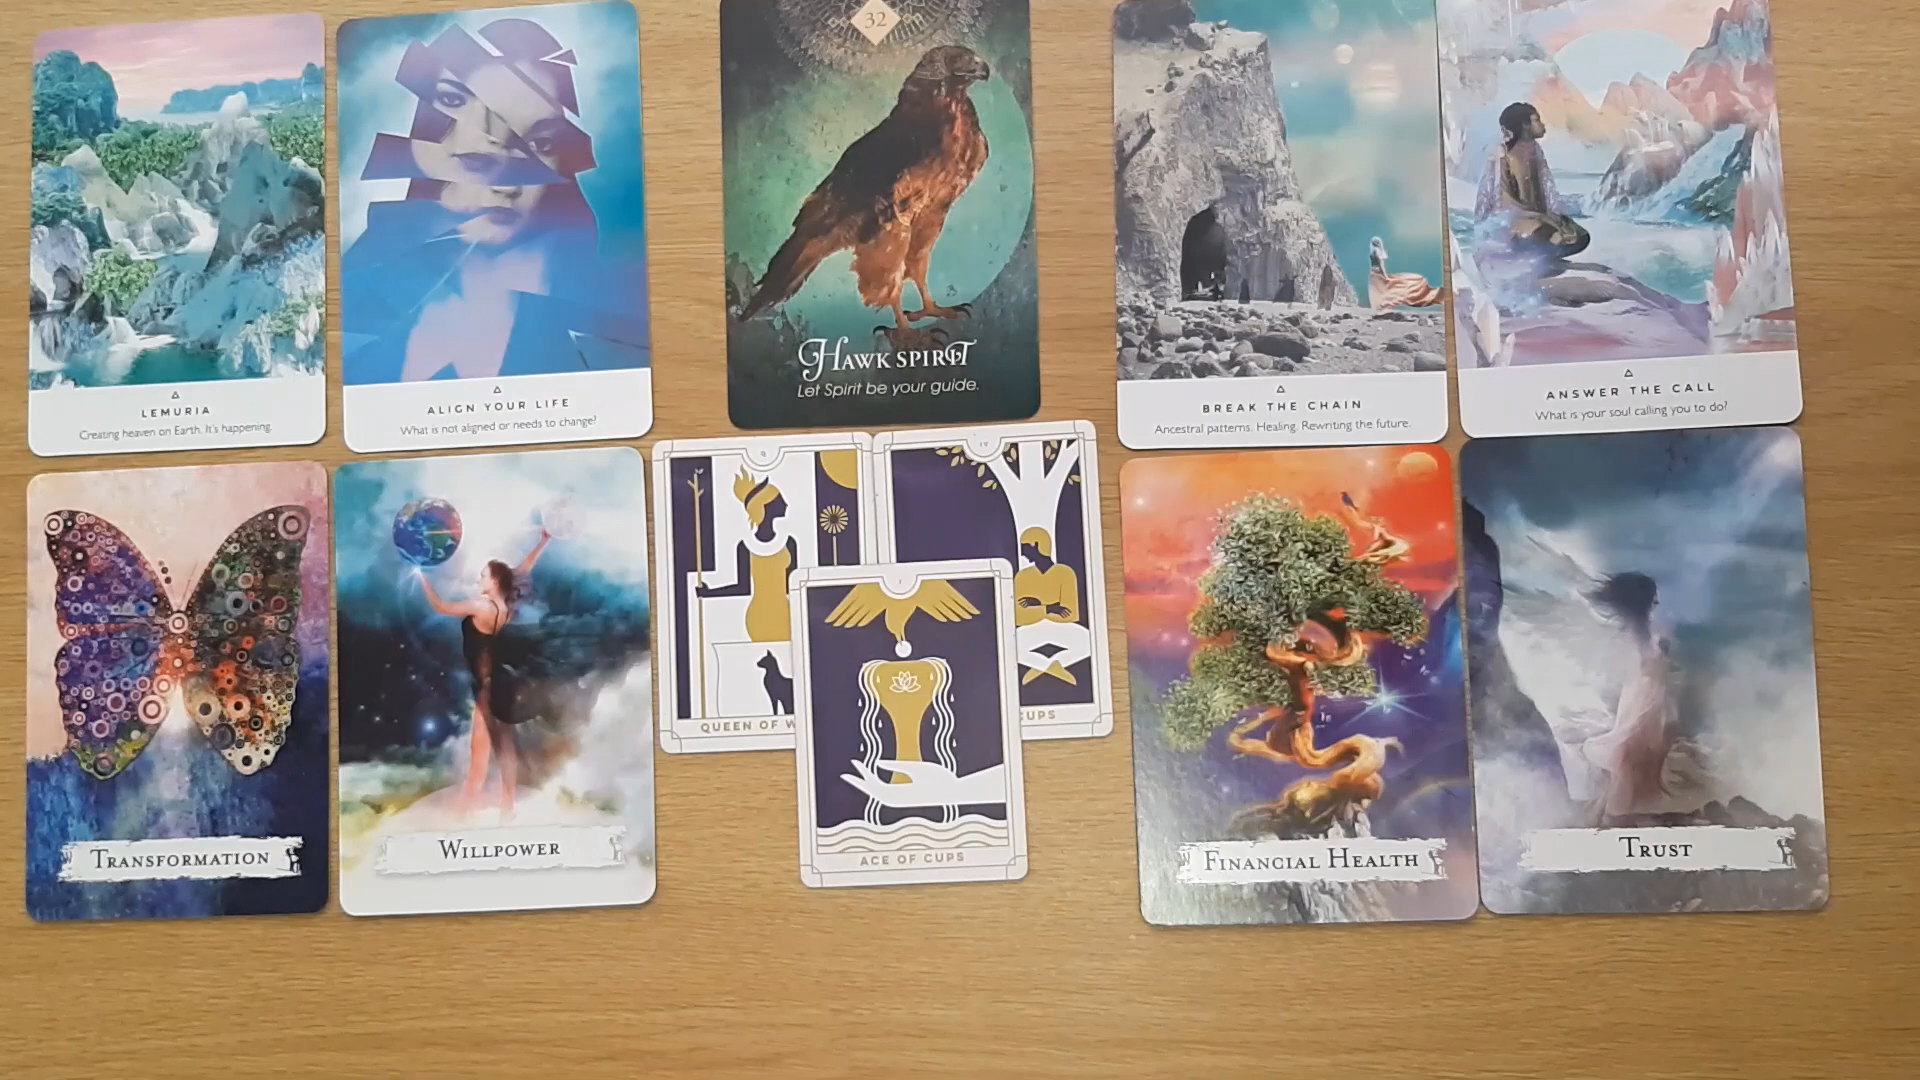 LEMURIA
Creating heaven on Earth. It's happening.
ALIGN YOUR LIFE
What is not aligned or needs to change?
32
HAWK SPIRIT
Let Spirit be your guide.
BREAK THE CHAIN
Ancestral patterns. Healing. Rewriting the future.
ANSWER THE CALL
What is your soul calling you to do?
TRANSFORMATION
WILLPOWER
Q
QUEEN OF W
IV
CUPS
I
ACE OF CUPS
FINANCIAL HEALTH
TRUST